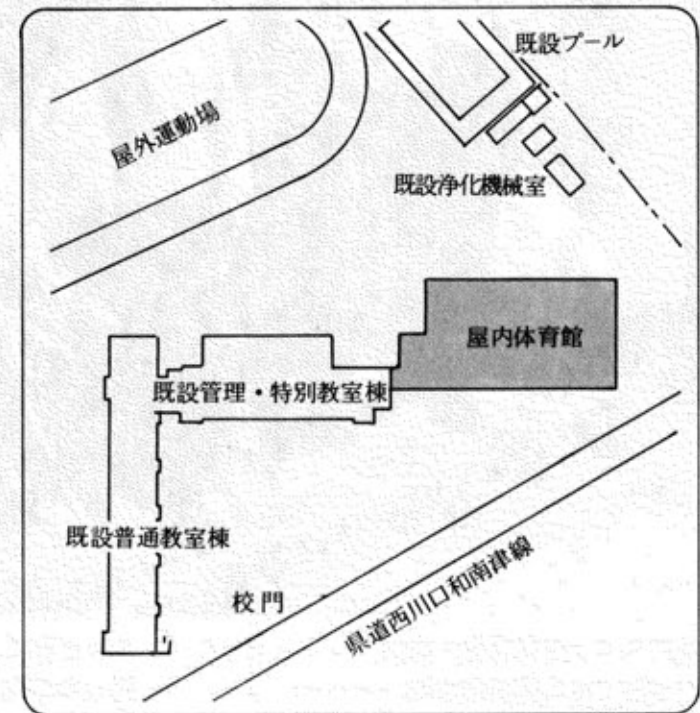 既設プール
屋外運動場
既設浄化機械室
屋内体育館
既設管理・特別教室棟
既設普通教室棟
校門
県道西川口和南津線